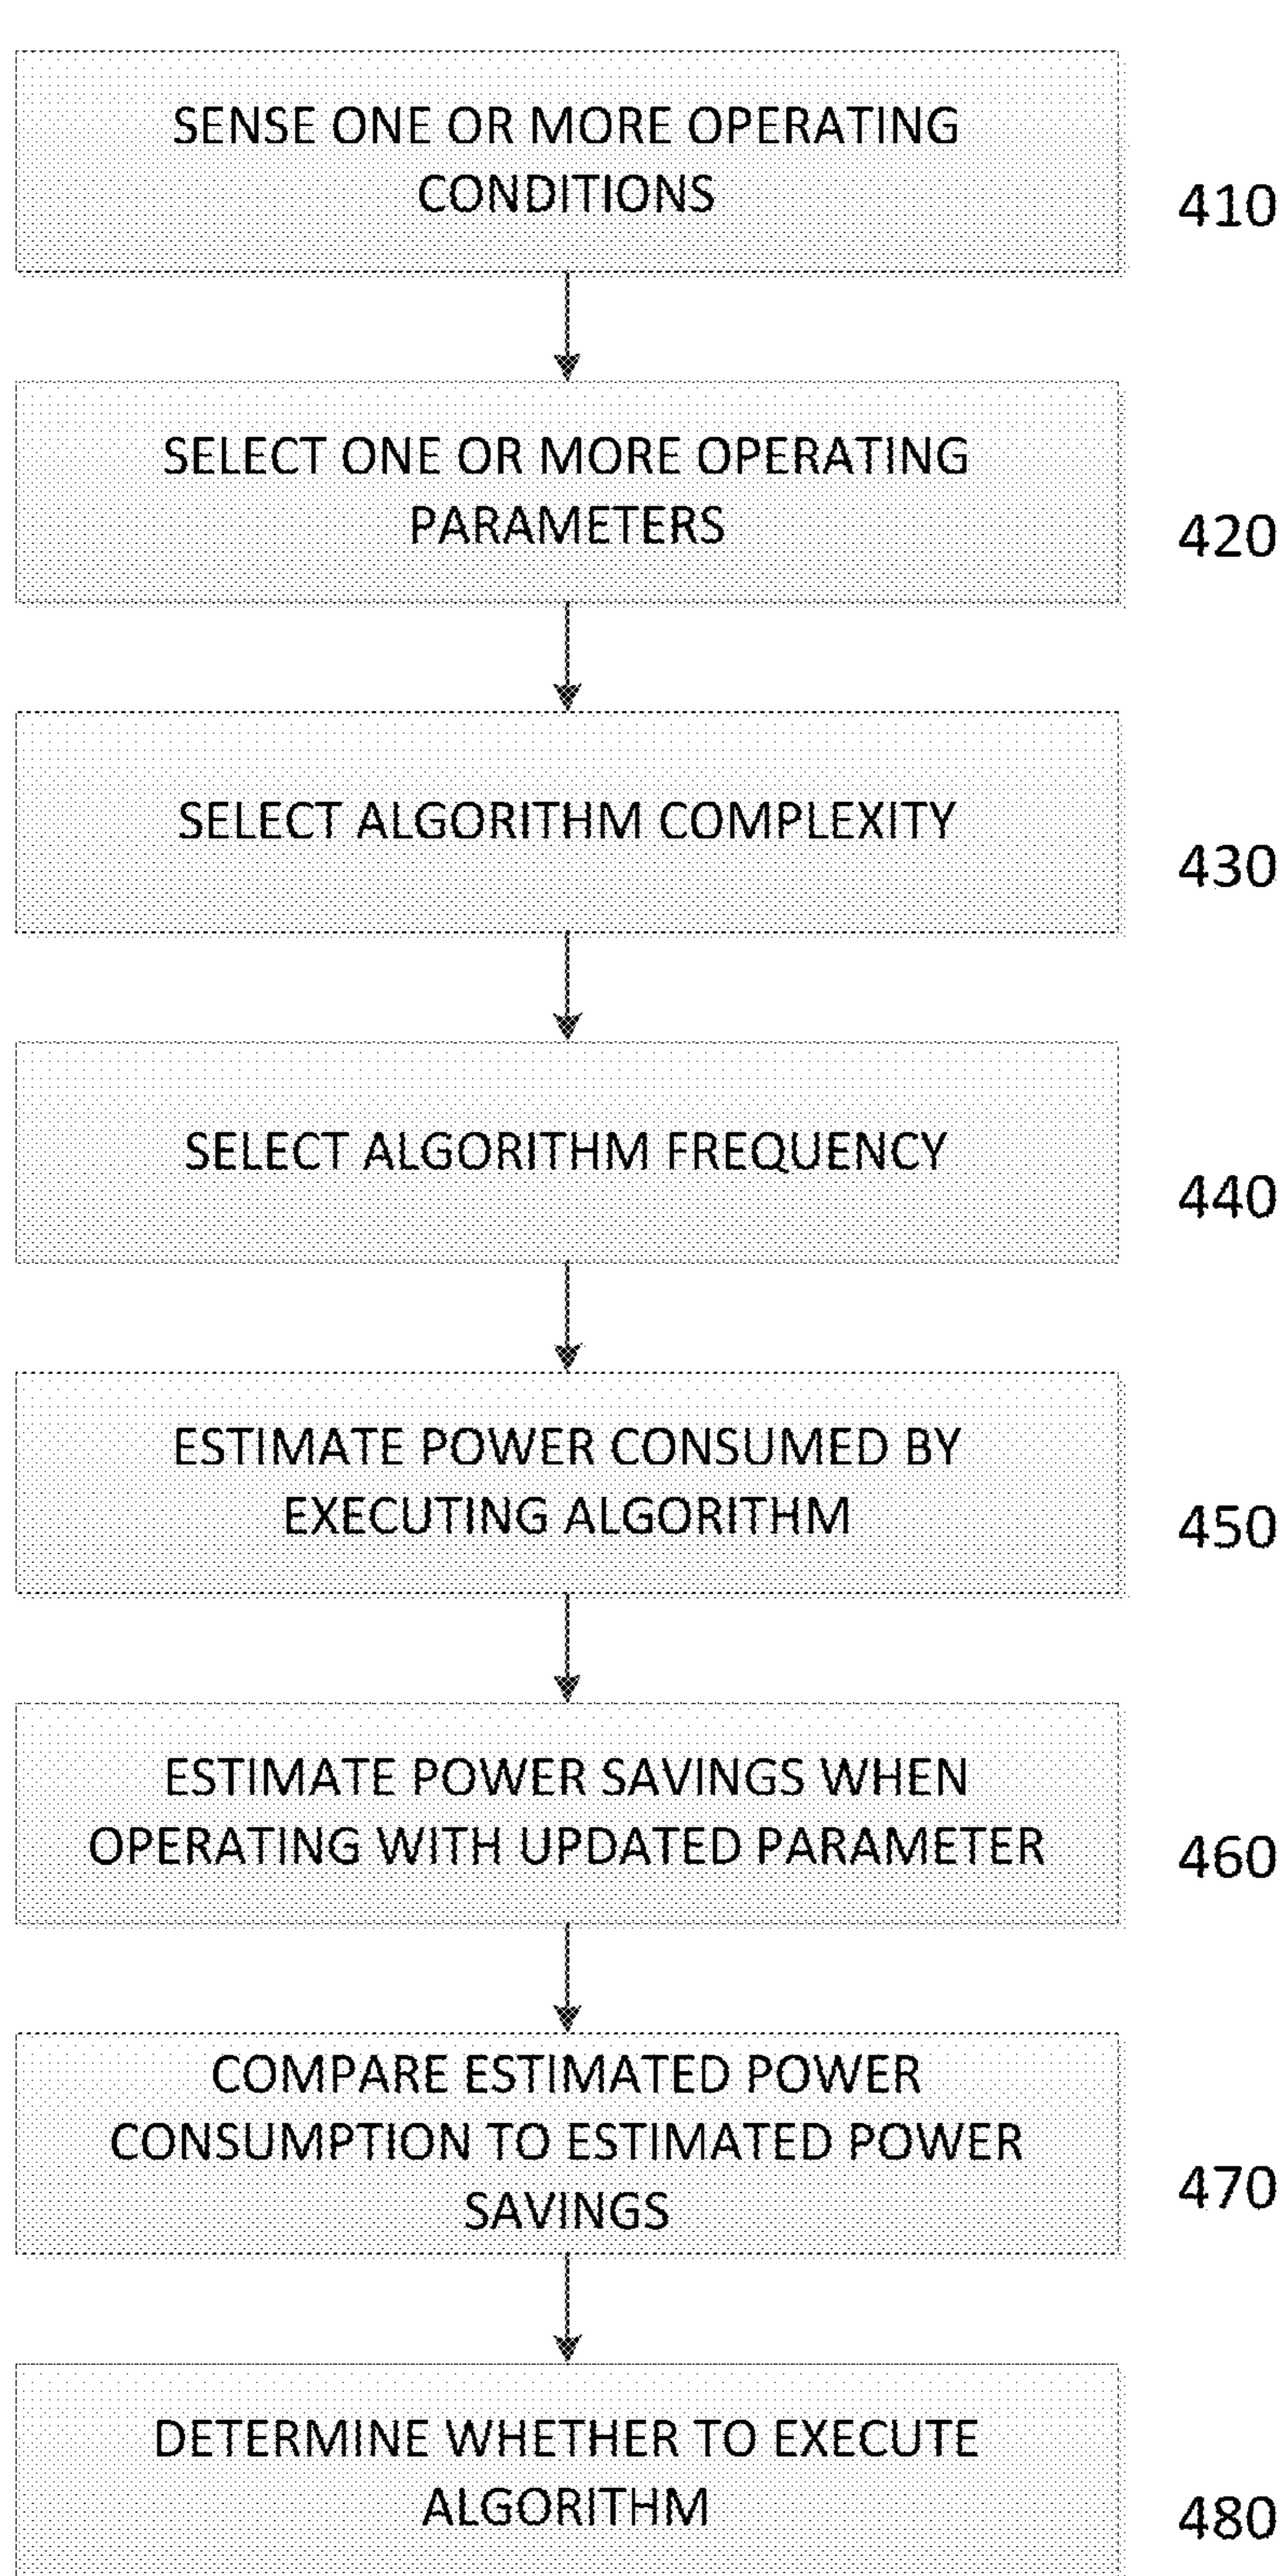 SENSE ONE OR MORE OPERATING
CONDITIONS
410
SELECT ONE OR MORE OPERATING
PARAMETERS
420
SELECT ALGORITHM COMPLEXITY
430
SELECT ALGORITHM FREQUENCY
440
ESTIMATE POWER CONSUMED BY
EXECUTING ALGORITHM
450
ESTIMATE POWER SAVINGS WHEN
OPERATING WITH UPDATED PARAMETER
460
COMPARE ESTIMATED POWER
CONSUMPTION TO ESTIMATED POWER
SAVINGS
470
DETERMINE WHETHER TO EXECUTE
ALGORITHM
480